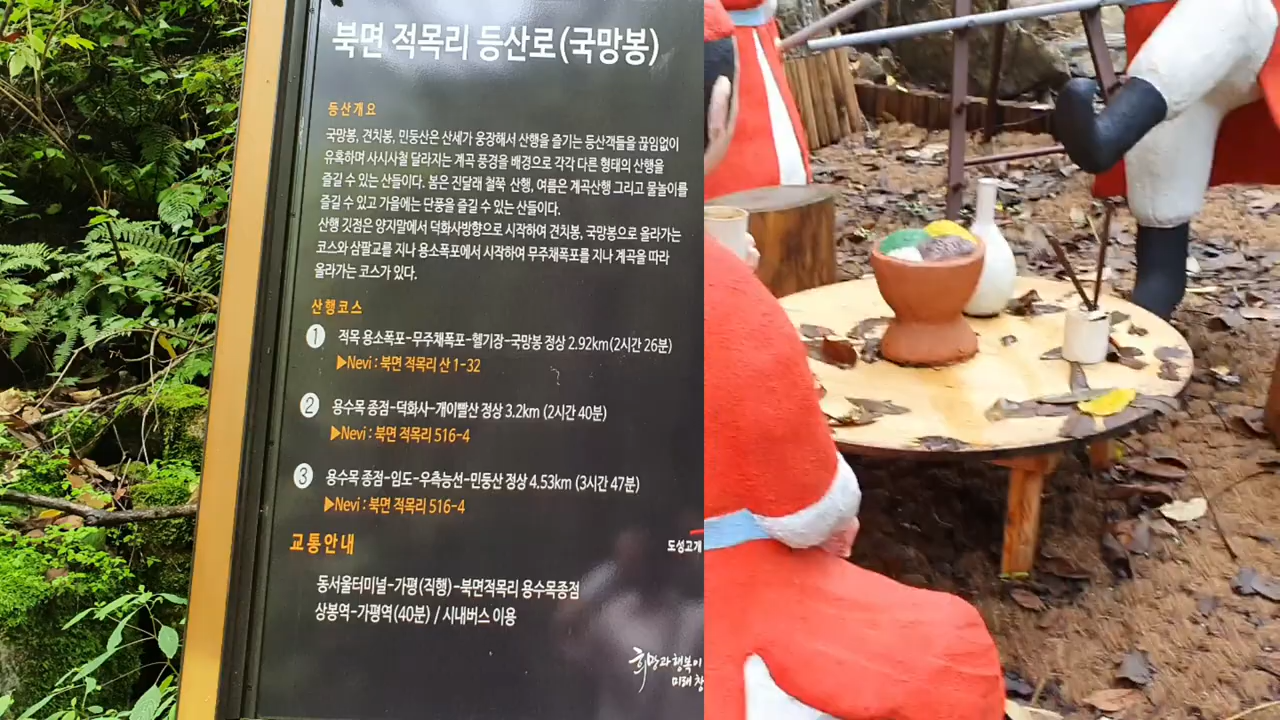 북면 적목리 등산로(국망봉)
등산개요
국망봉, 견치봉, 민둥산은 산세가 웅장해서 산행을 즐기는 등산객들을 끊임없이
유혹하며 사시사철 달라지는 계곡 풍경을 배경으로 각각 다른 형태의 산행을
즐길 수 있는 산들이다. 봄은 진달래 철쭉 산행, 여름은 계곡산행 그리고 물놀이를
즐길 수 있고 가을에는 단풍을 즐길 수 있는 산들이다.
산행 깃점은 양지말에서 덕화사방향으로 시작하여 견치봉, 국망봉으로 올라가는
코스와 삼팔교를 지나 용소폭포에서 시작하여 무주채폭포를 지나 계곡을 따라
올라가는 코스가 있다.
산행코스
1 적목 용소폭포-무주채폭포-헬기장-국망봉 정상 2.92km(2시간 26분)
▶Nevi : 북면 적목리 산 1-32
2 용수목 종점-덕화사-개이빨산 정상 3.2km (2시간 40분)
▶Nevi : 북면 적목리 516-4
3 용수목 종점-임도-우측능선-민둥산 정상 4.53km (3시간 47분)
▶Nevi : 북면 적목리 516-4
교통안내
도성고개
동서울터미널-가평(직행)-북면적목리 용수목종점
상봉역-가평역(40분) / 시내버스 이용
희망과 행복이
미래 창